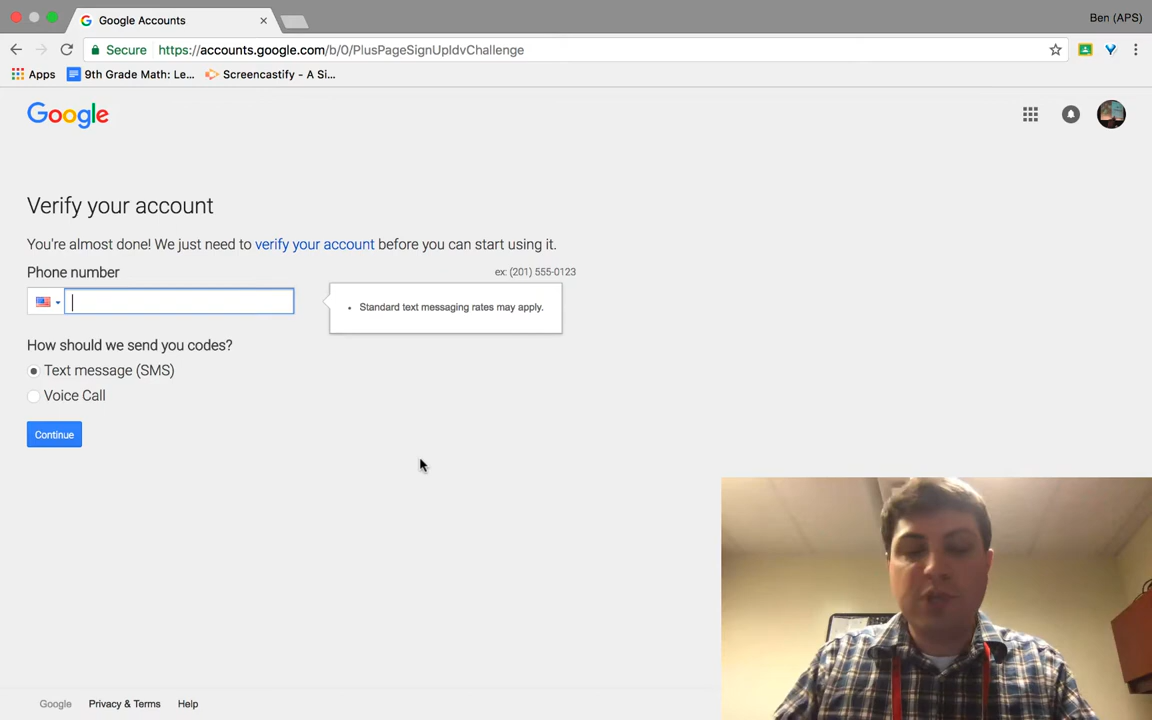 Google Accounts
Ben (APS)
Secure https://accounts.google.com/b/0/PlusPageSignUpIdvChallenge
Apps 9th Grade Math: Le... Screencastify - A Si...
Google
Verify your account
You're almost done! We just need to verify your account before you can start using it.
Phone number ex: (201) 555-0123
Standard text messaging rates may apply.
How should we send you codes?
Text message (SMS)
Voice Call
Continue
Google Privacy & Terms Help